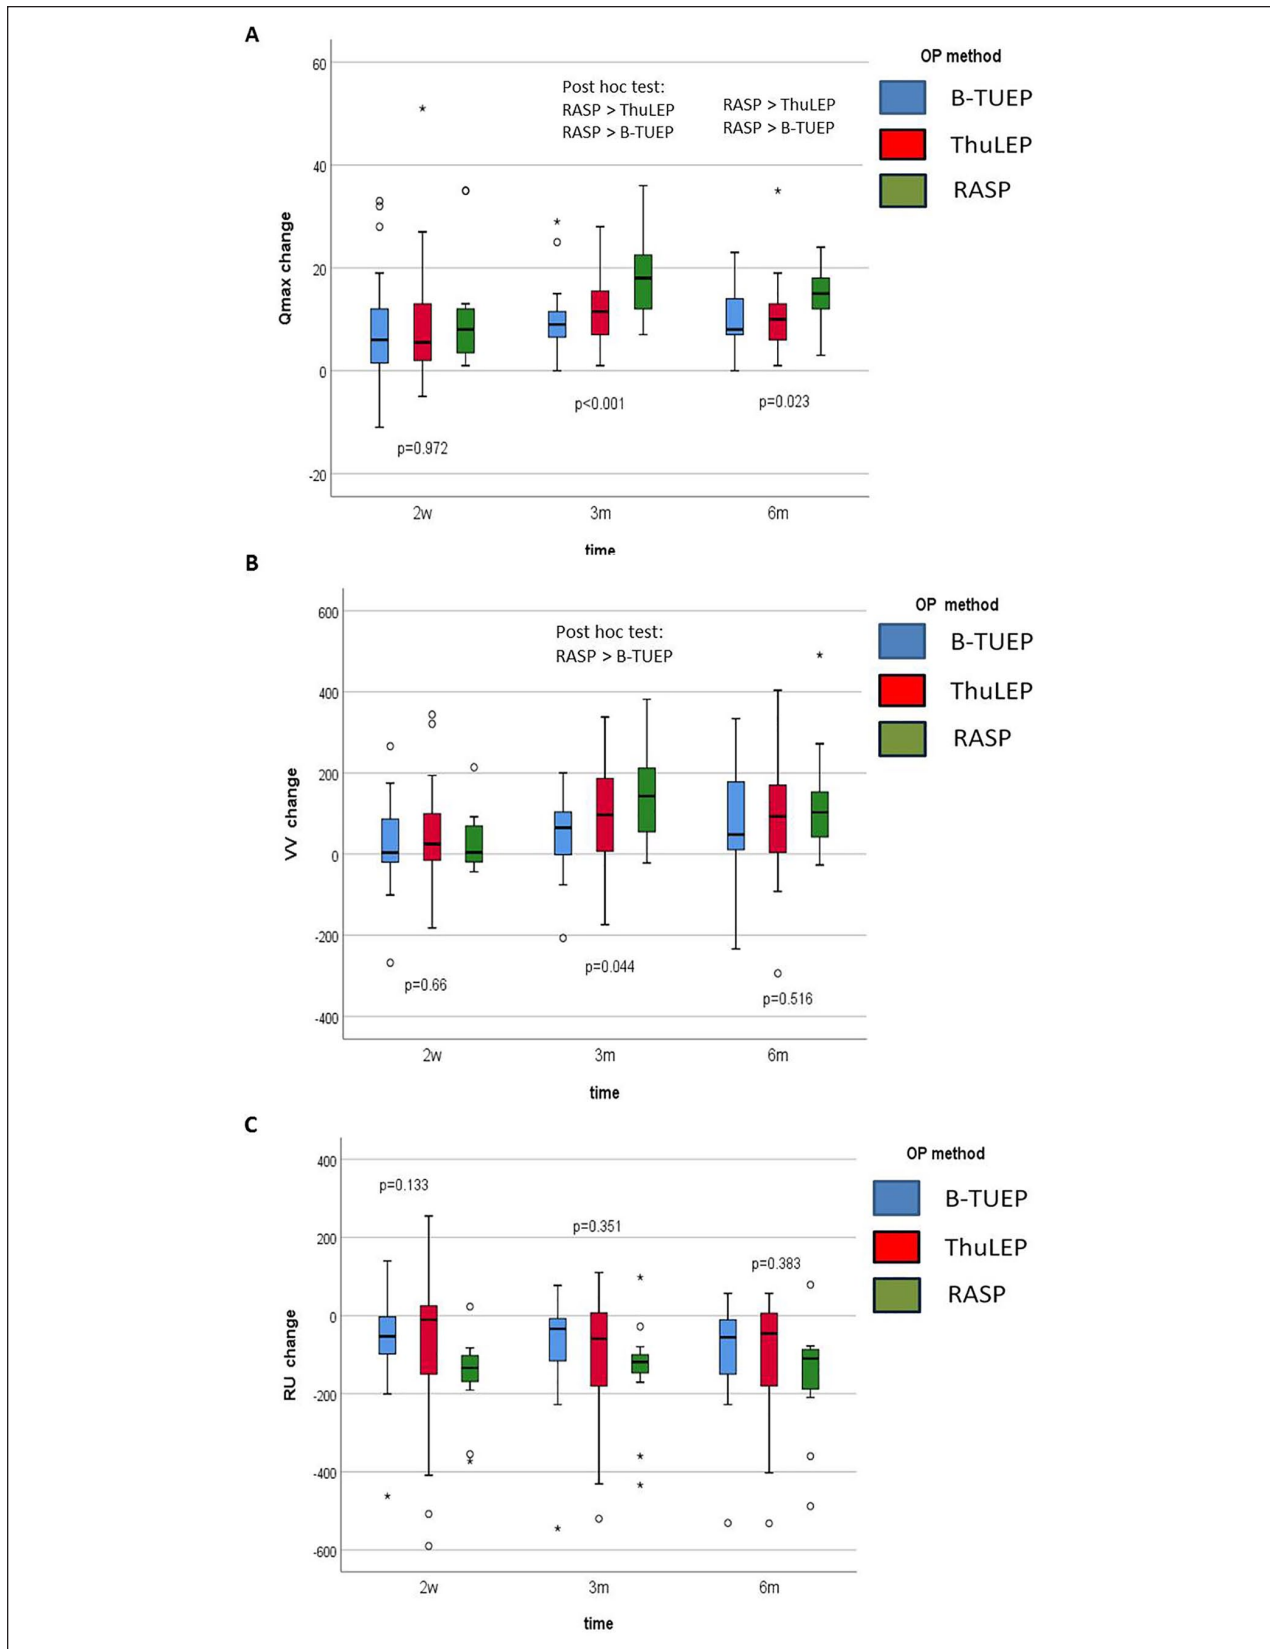 A
OP method
B-TUEP
ThuLEP
RASP
Post hoc test:
RASP > ThuLEP
RASP > B-TUEP
RASP > ThuLEP
RASP > B-TUEP
Qmax change
60
40
20
0
-20
p=0.972
p<0.001
p=0.023
2w
3m
6m
time
B
OP method
B-TUEP
ThuLEP
RASP
Post hoc test:
RASP > B-TUEP
VV change
600
400
200
0
-200
-400
p=0.66
p=0.044
p=0.516
2w
3m
6m
time
C
OP method
B-TUEP
ThuLEP
RASP
RU change
400
200
0
-200
-400
-600
p=0.133
p=0.351
p=0.383
2w
3m
6m
time